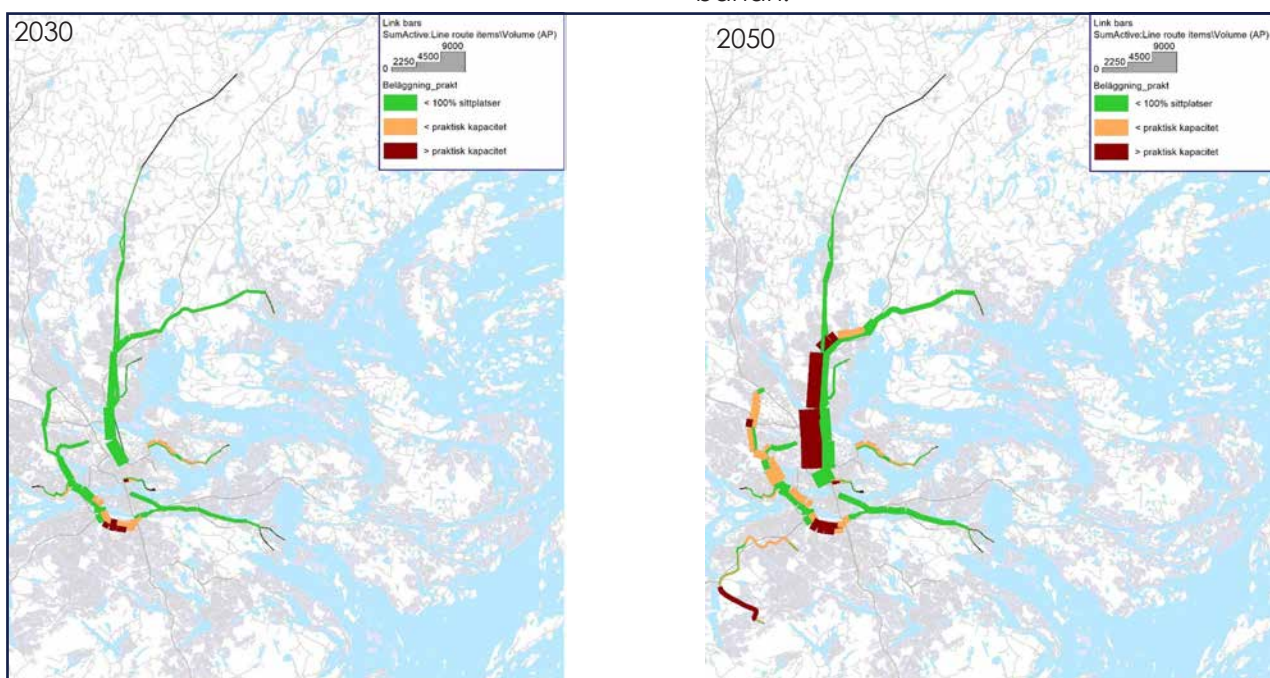 banan.
2030
Link bars
SumActive:Line route items\Volume (AP)
9000
4500
2250
0
Beläggning_prakt
< 100% sittplatser
< praktisk kapacitet
> praktisk kapacitet
2050
Link bars
SumActive:Line route items\Volume (AP)
9000
4500
2250
0
Beläggning_prakt
< 100% sittplatser
< praktisk kapacitet
> praktisk kapacitet